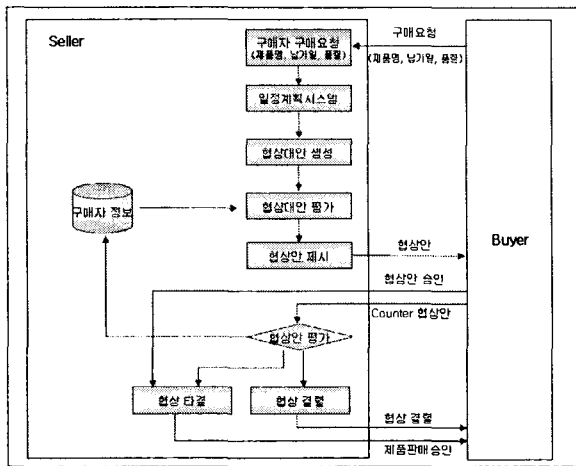 Seller
구매자 구매요청
(제품명, 납기일, 품질)
구매요청
(제품명, 납기일, 품질)
일정계획시스템
협상대안 생성
구매자 정보
협상대안 평가
협상안 제시
협상안
Buyer
협상안 승인
Counter 협상안
협상안 평가
협상 타결
협상 결렬
협상 결렬
제품판매승인